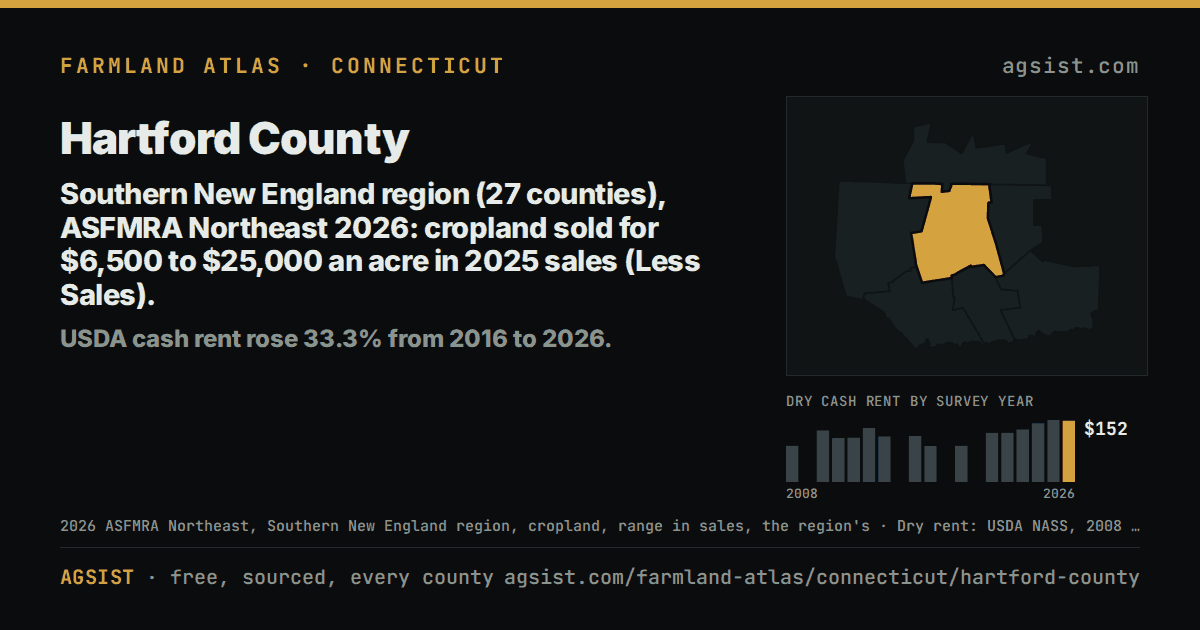 FARMLAND ATLAS · CONNECTICUT
agsist.com
Hartford County
Southern New England region (27 counties),
ASFMRA Northeast 2026: cropland sold for
$6,500 to $25,000 an acre in 2025 sales (Less
Sales).
USDA cash rent rose 33.3% from 2016 to 2026.
DRY CASH RENT BY SURVEY YEAR
$152
2008 2026
2026 ASFMRA Northeast, Southern New England region, cropland, range in sales, the region's · Dry rent: USDA NASS, 2008 …
AGSIST · free, sourced, every county agsist.com/farmland-atlas/connecticut/hartford-county